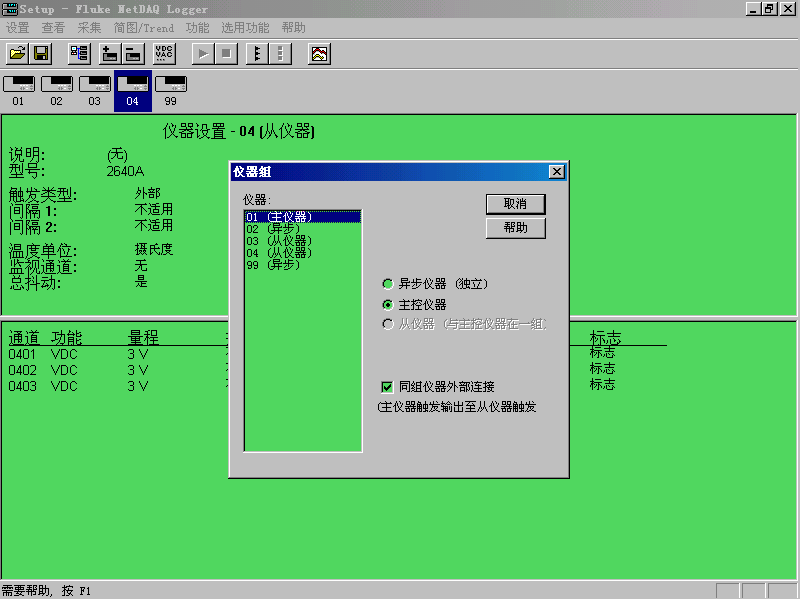 Setup - Fluke NetDAQ Logger
设置 查看 采集 简图/Trend 功能 选用功能 帮助
VDC
VAC
01 02 03 04 99
仪器设置 - 04 (从仪器)
说明: (无)
型号: 2640A
触发类型: 外部
间隔 1: 不适用
间隔 2: 不适用
温度单位: 摄氏度
监视通道: 无
总抖动: 是
通道 功能 量程 标志
0401 VDC 3 V 标志
0402 VDC 3 V 标志
0403 VDC 3 V 标志
仪器组
仪器:
01 (主仪器)
02 (异步)
03 (从仪器)
04 (从仪器)
99 (异步)
取消
帮助
异步仪器 (独立)
主控仪器
从仪器 (与主控仪器在一组)
同组仪器外部连接
(主仪器触发输出至从仪器触发
需要帮助, 按 F1